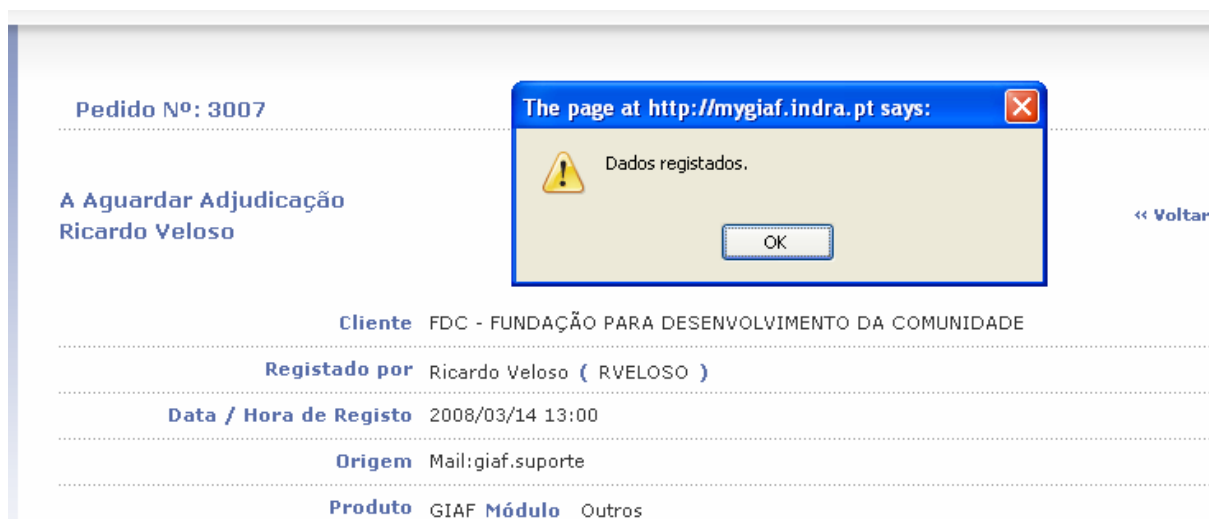 Pedido Nº: 3007
The page at http://mygiaf.indra.pt says:
Dados registados.
OK
A Aguardar Adjudicação
Ricardo Veloso
‹‹ Voltar
Cliente FDC - FUNDAÇÃO PARA DESENVOLVIMENTO DA COMUNIDADE
Registado por Ricardo Veloso ( RVELOSO )
Data / Hora de Registo 2008/03/14 13:00
Origem Mail:giaf.suporte
Produto GIAF Módulo Outros